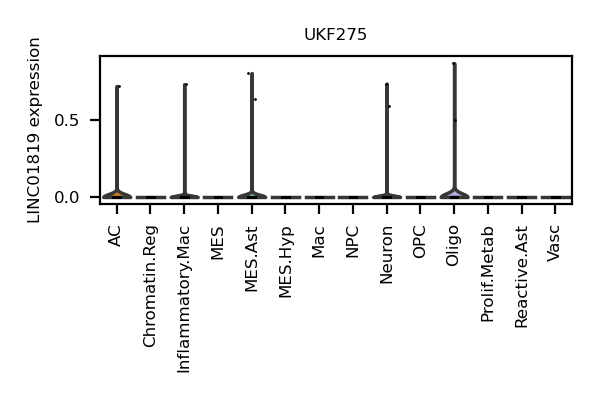 UKF275
LINC01819 expression
0.5
0.0
AC
Chromatin.Reg
Inflammatory.Mac
MES
MES.Ast
MES.Hyp
Mac
NPC
Neuron
OPC
Oligo
Prolif.Metab
Reactive.Ast
Vasc